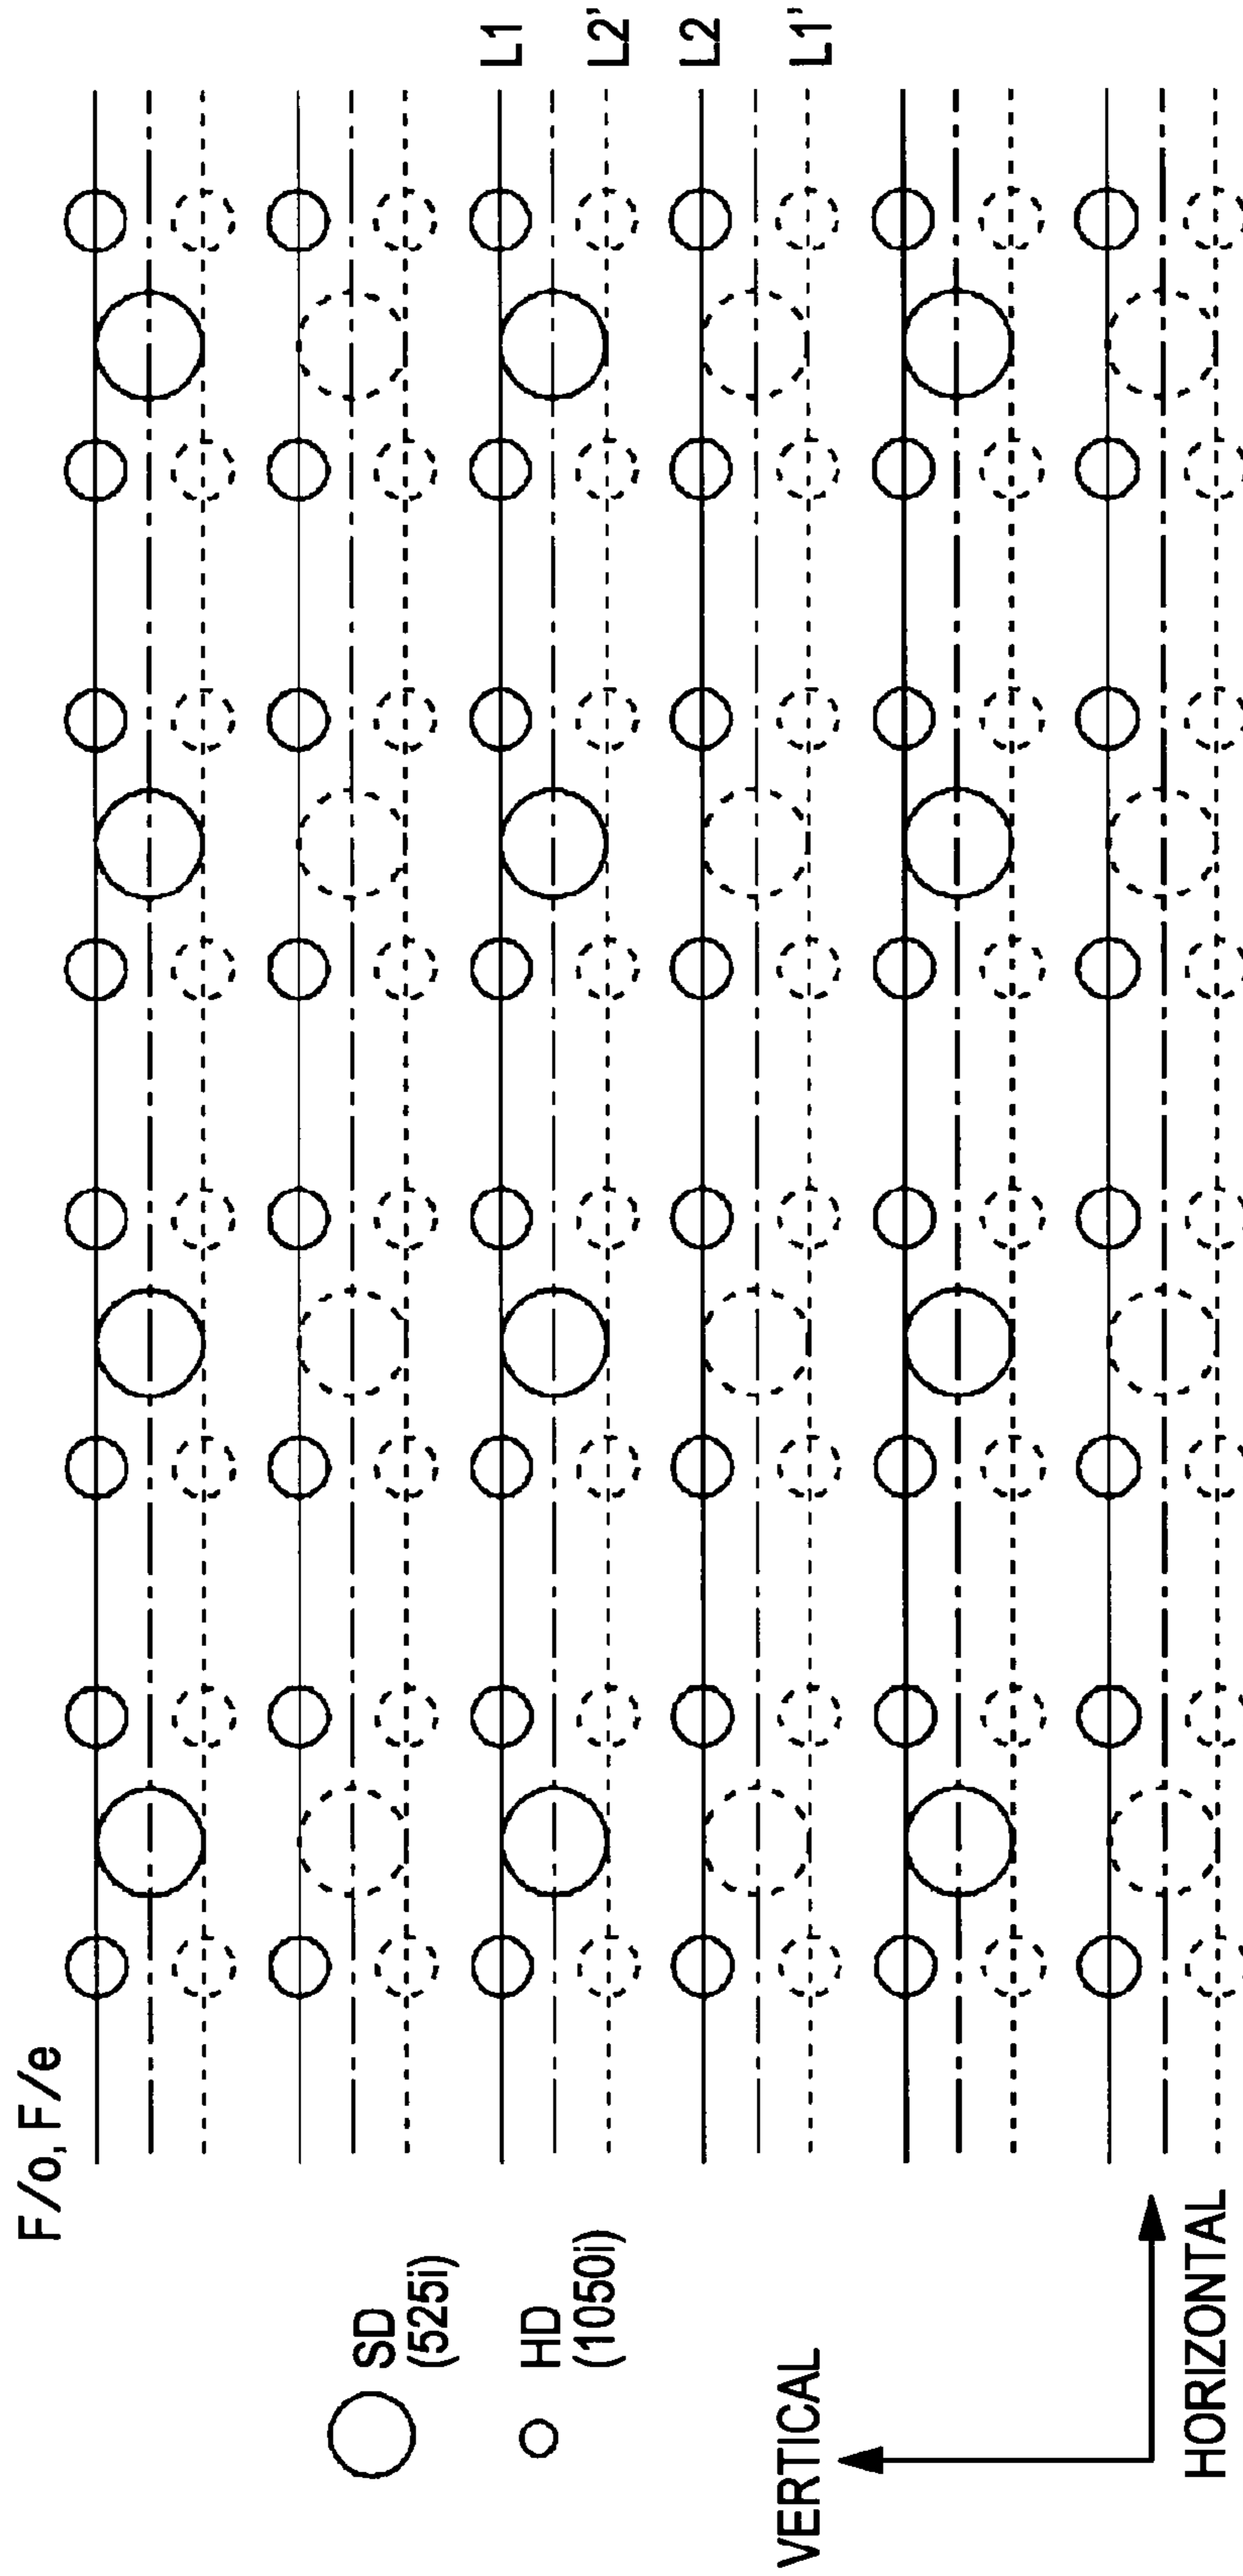 F/o, F/e
SD
(525i)
HD
(1050i)
L1
L2'
L2
L1'
VERTICAL
HORIZONTAL